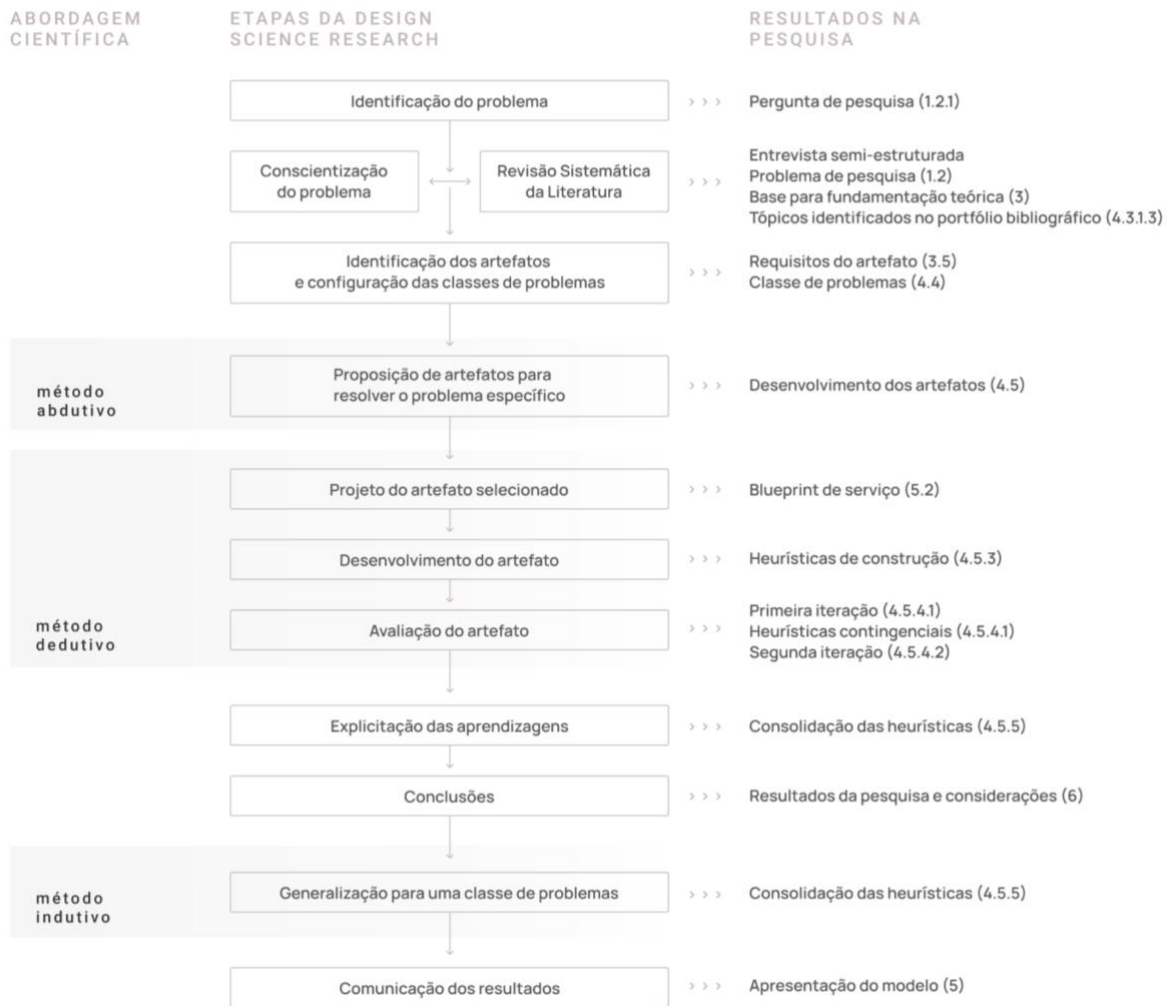 ABORDAGEM
CIENTÍFICA
ETAPAS DA DESIGN
SCIENCE RESEARCH
RESULTADOS NA
PESQUISA
Identificação do problema
› › ›
Pergunta de pesquisa (1.2.1)
Conscientização
do problema
Revisão Sistemática
da Literatura
› › ›
Entrevista semi-estruturada
Problema de pesquisa (1.2)
Base para fundamentação teórica (3)
Tópicos identificados no portfólio bibliográfico (4.3.1.3)
Identificação dos artefatos
e configuração das classes de problemas
› › ›
Requisitos do artefato (3.5)
Classe de problemas (4.4)
método
abdutivo
Proposição de artefatos para
resolver o problema específico
› › ›
Desenvolvimento dos artefatos (4.5)
método
dedutivo
Projeto do artefato selecionado
› › ›
Blueprint de serviço (5.2)
Desenvolvimento do artefato
› › ›
Heurísticas de construção (4.5.3)
Avaliação do artefato
› › ›
Primeira iteração (4.5.4.1)
Heurísticas contingenciais (4.5.4.1)
Segunda iteração (4.5.4.2)
Explicitação das aprendizagens
› › ›
Consolidação das heurísticas (4.5.5)
Conclusões
› › ›
Resultados da pesquisa e considerações (6)
método
indutivo
Generalização para uma classe de problemas
› › ›
Consolidação das heurísticas (4.5.5)
Comunicação dos resultados
› › ›
Apresentação do modelo (5)